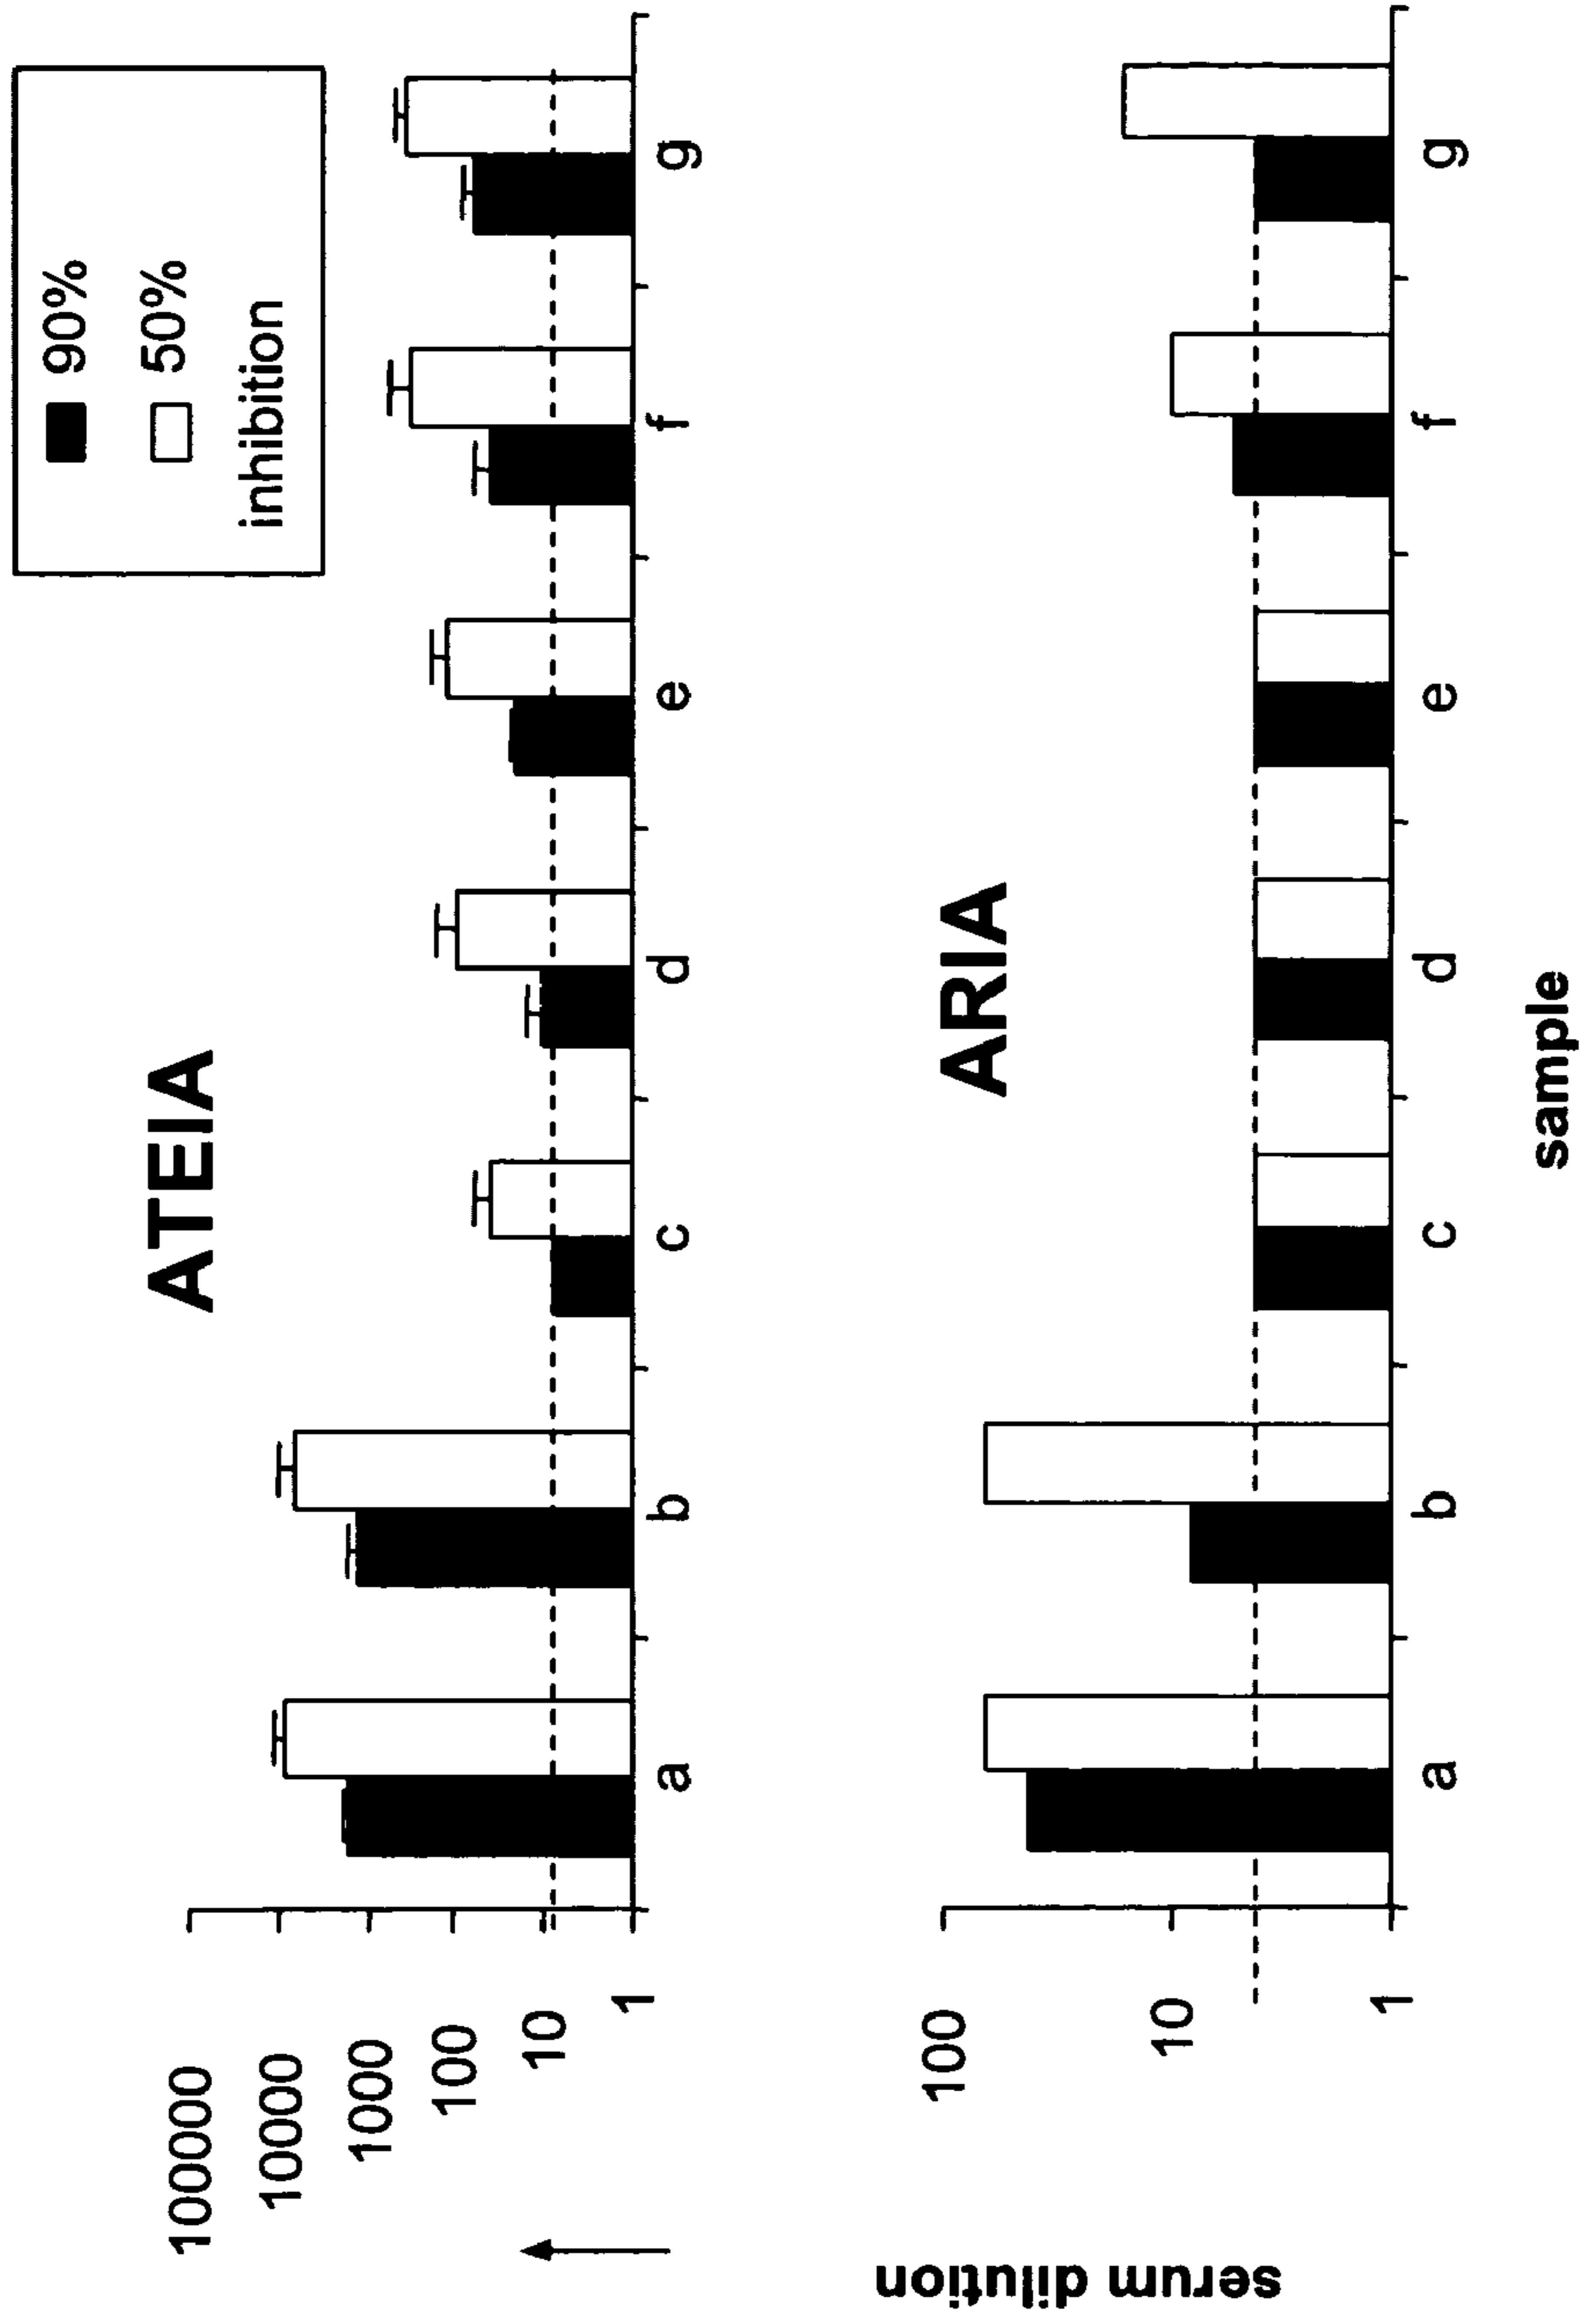 ATEIA
90%
50%
inhibition
100000
10000
1000
100
10
1
a b c d e f g
serum dilution
ARIA
100
10
1
a b c d e f g
sample